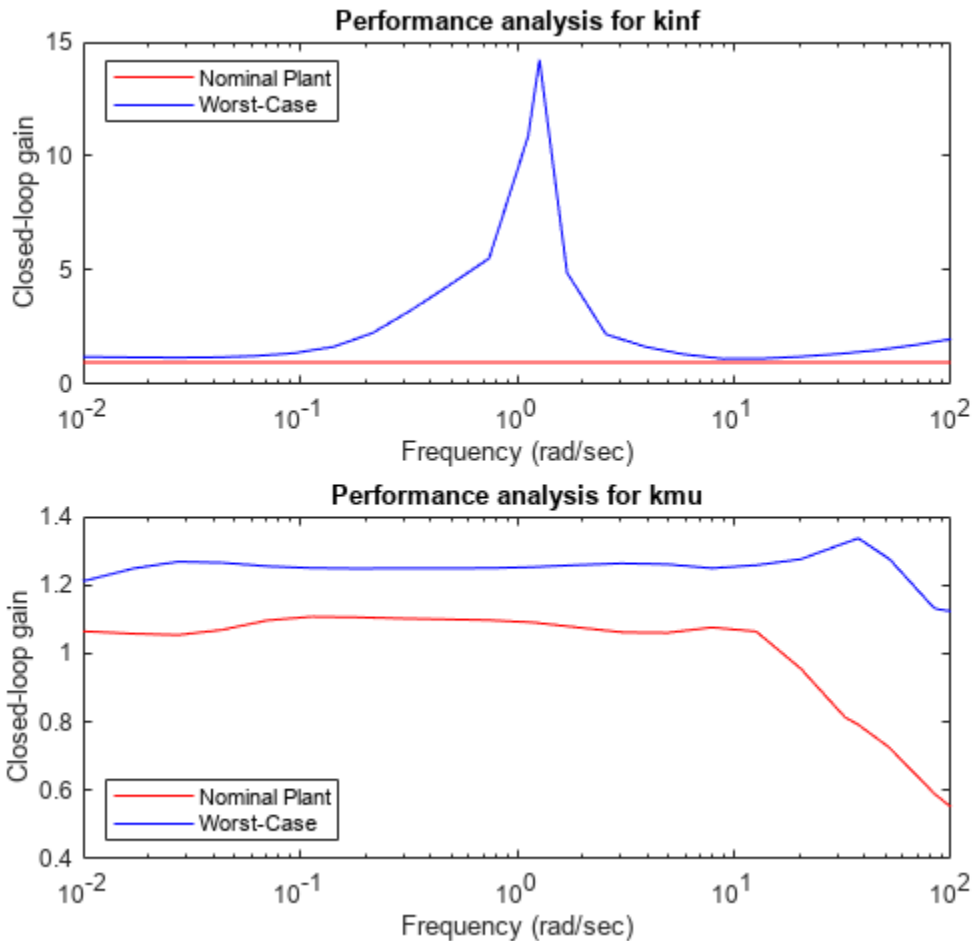 Performance analysis for kinf
15
10
5
0
Closed-loop gain
Nominal Plant
Worst-Case
10^-2 10^-1 10^0 10^1 10^2
Frequency (rad/sec)
Performance analysis for kmu
1.4
1.2
1
0.8
0.6
0.4
Closed-loop gain
Nominal Plant
Worst-Case
10^-2 10^-1 10^0 10^1 10^2
Frequency (rad/sec)